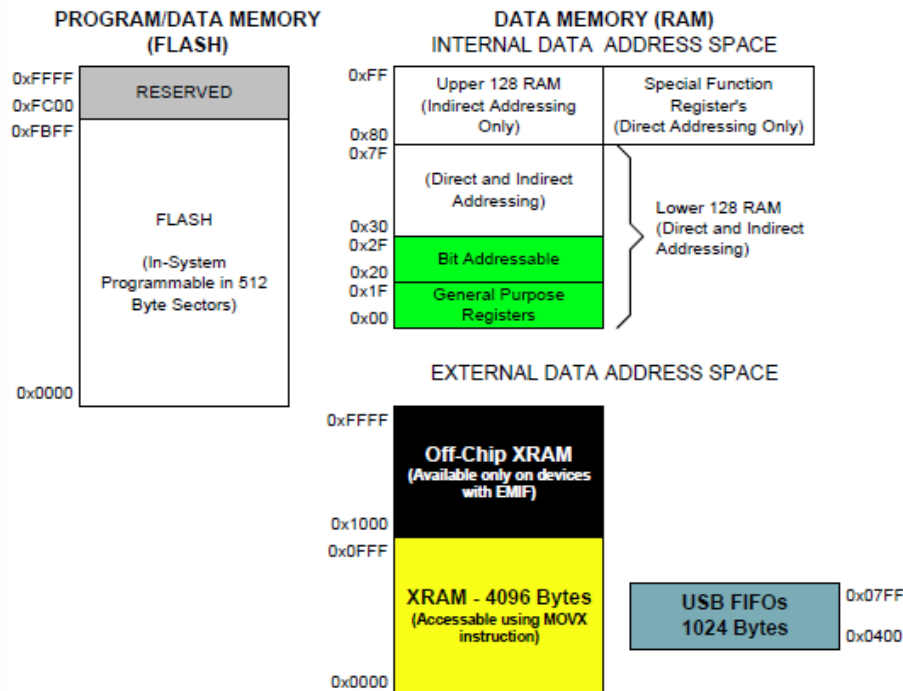 PROGRAM/DATA MEMORY
(FLASH)
0xFFFF
RESERVED
0xFC00
0xFBFF
FLASH
(In-System
Programmable in 512
Byte Sectors)
0x0000
DATA MEMORY (RAM)
INTERNAL DATA ADDRESS SPACE
0xFF
Upper 128 RAM
(Indirect Addressing
Only)
0x80
Special Function
Register's
(Direct Addressing Only)
0x7F
(Direct and Indirect
Addressing)
0x30
0x2F
Bit Addressable
0x20
0x1F
General Purpose
Registers
0x00
Lower 128 RAM
(Direct and Indirect
Addressing)
EXTERNAL DATA ADDRESS SPACE
0xFFFF
Off-Chip XRAM
(Available only on devices
with EMIF)
0x1000
0x0FFF
XRAM - 4096 Bytes
(Accessable using MOVX
instruction)
0x0000
USB FIFOs
1024 Bytes
0x07FF
0x0400